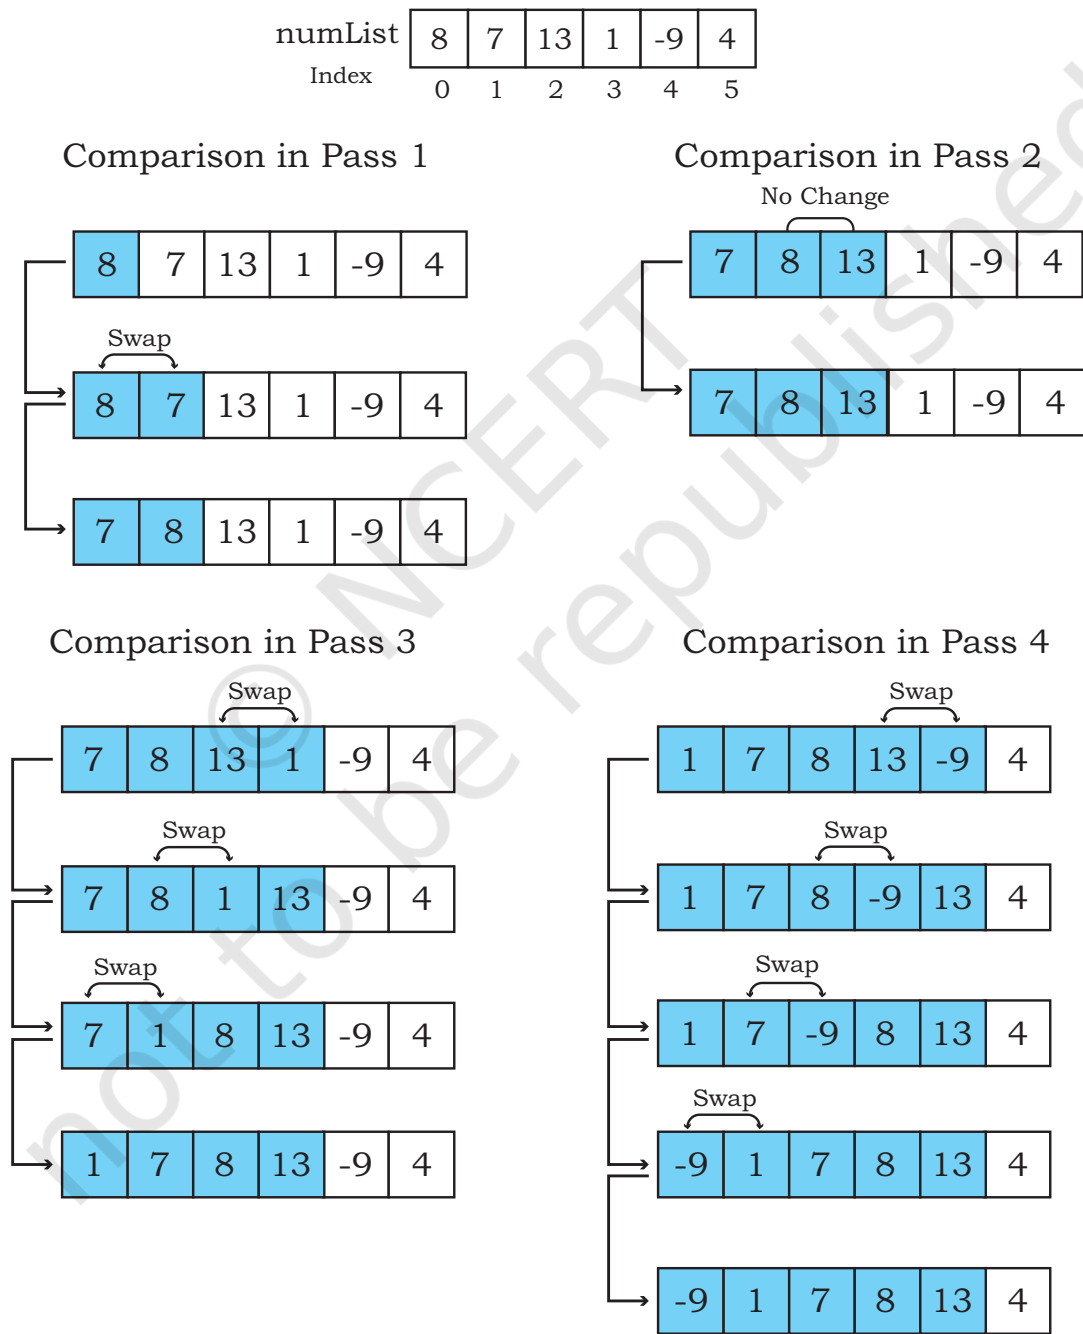 numList 8 7 13 1 -9 4
Index 0 1 2 3 4 5
Comparison in Pass 1
8 7 13 1 -9 4
Swap
8 7 13 1 -9 4
7 8 13 1 -9 4
Comparison in Pass 2
No Change
7 8 13 1 -9 4
7 8 13 1 -9 4
Comparison in Pass 3
Swap
7 8 13 1 -9 4
Swap
7 8 1 13 -9 4
Swap
7 1 8 13 -9 4
1 7 8 13 -9 4
Comparison in Pass 4
Swap
1 7 8 13 -9 4
Swap
1 7 8 -9 13 4
Swap
1 7 -9 8 13 4
Swap
-9 1 7 8 13 4
-9 1 7 8 13 4
© NCERT
not to be republished